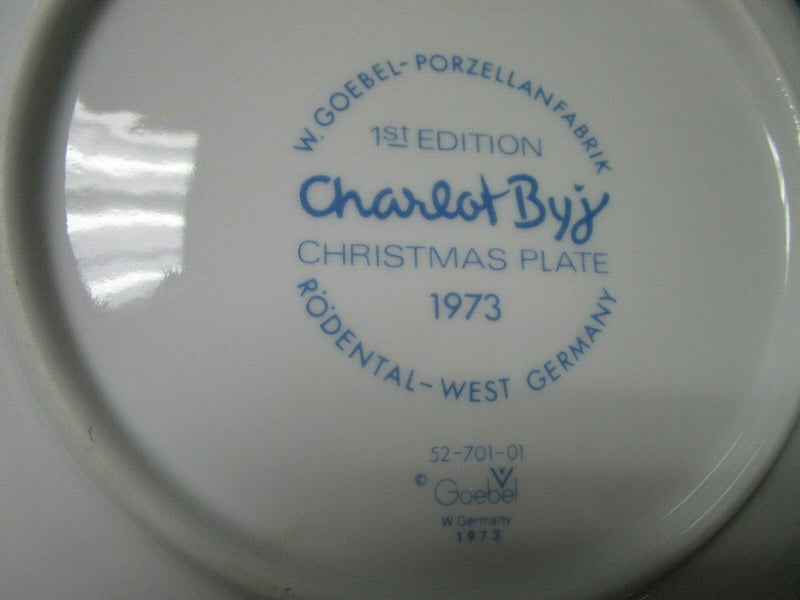 W. GOEBEL-PORZELLANFABRIK
1st EDITION
Charlot Byj
CHRISTMAS PLATE
1973
RÖDENTAL-WEST GERMANY
52-701-01
© Goebel
W Germany
1973